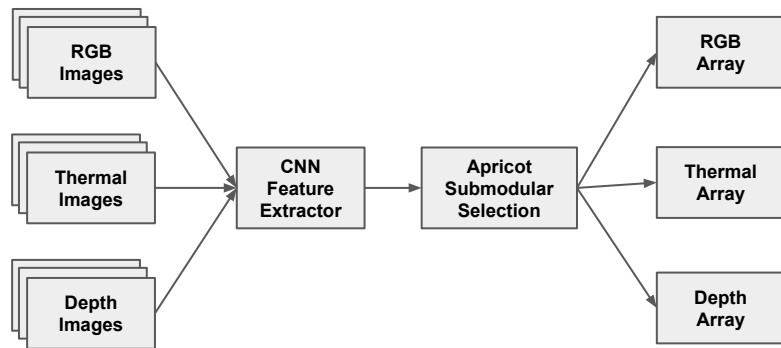 RGB
Images
Thermal
Images
Depth
Images
CNN
Feature
Extractor
Apricot
Submodular
Selection
RGB
Array
Thermal
Array
Depth
Array